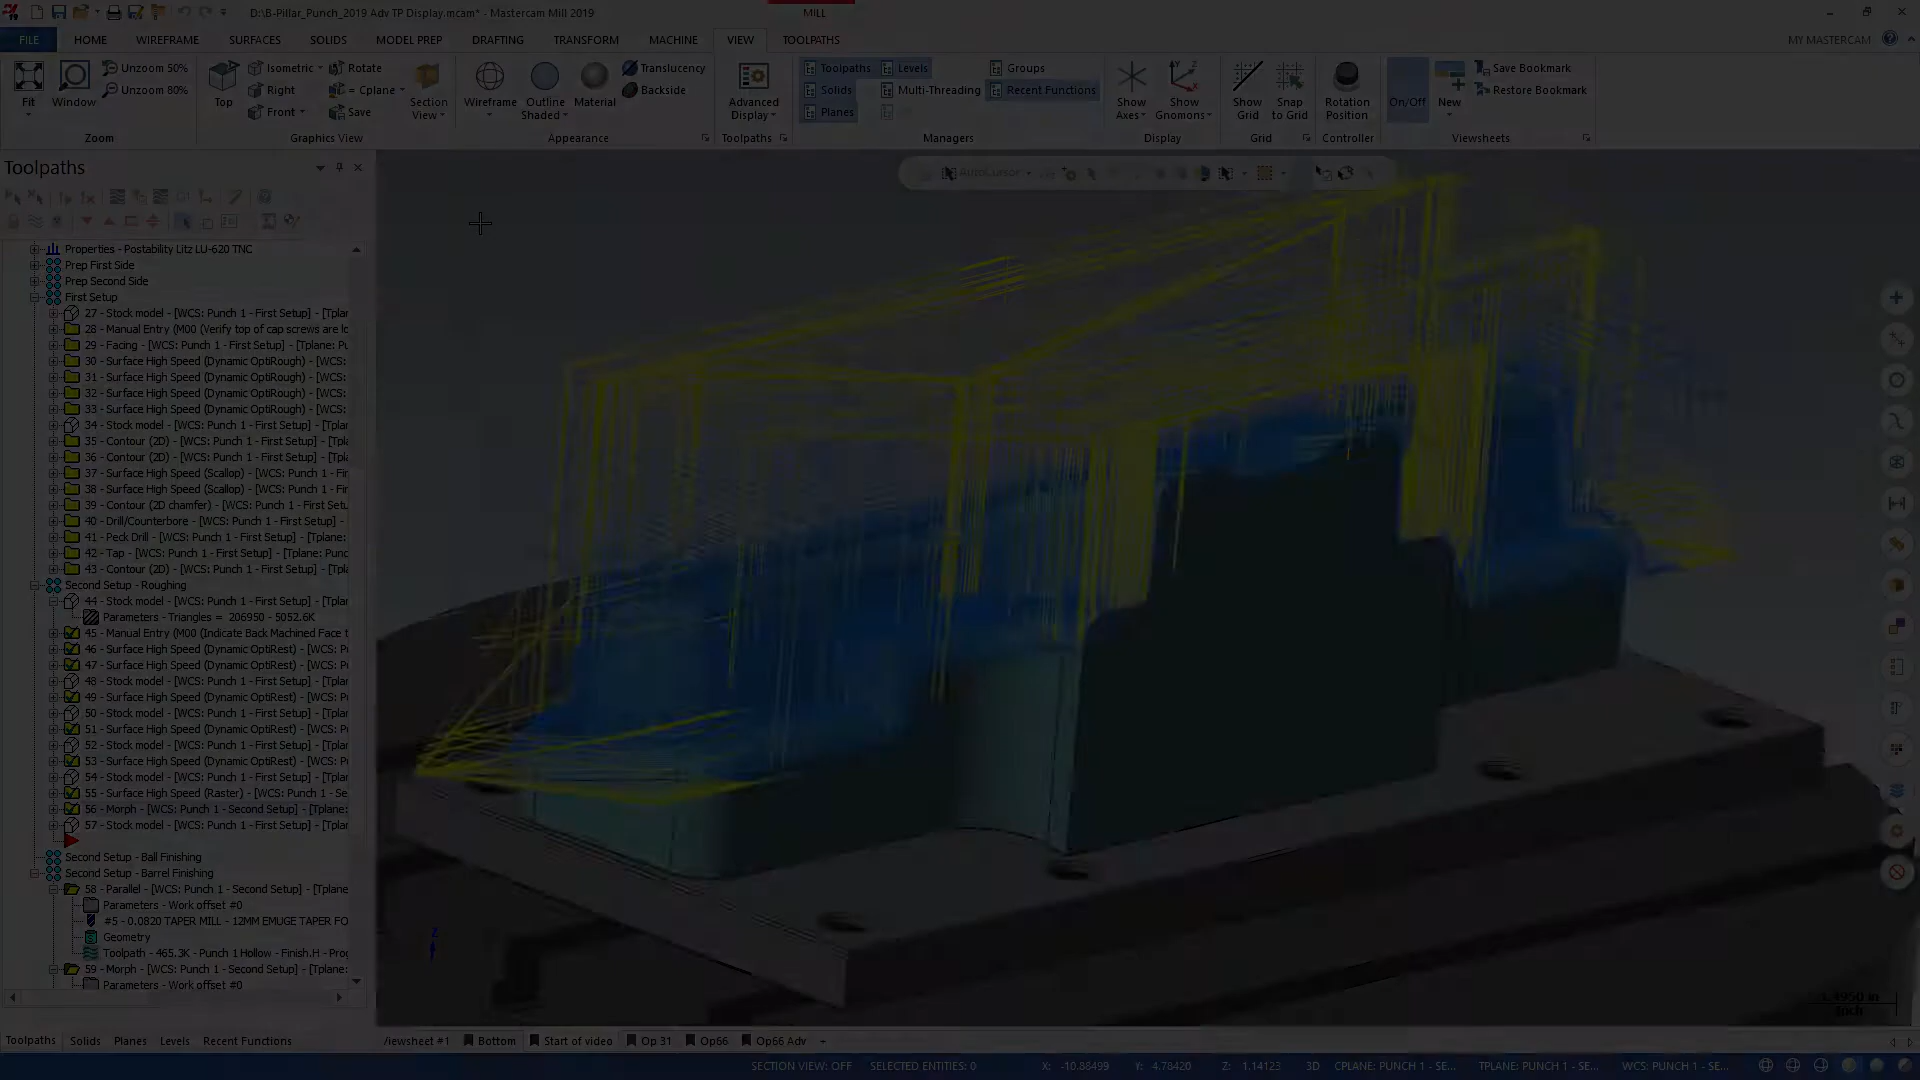 D:\B-Pillar_Punch_2019 Adv TP Display.mcam* - Mastercam Mill 2019
MILL
FILE HOME WIREFRAME SURFACES SOLIDS MODEL PREP DRAFTING TRANSFORM MACHINE VIEW TOOLPATHS MY MASTERCAM
Fit Window Unzoom 50% Unzoom 80% Zoom
Top Isometric Right Front Rotate = Cplane Save Section View Graphics View
Wireframe Outline Shaded Material Translucency Backside Appearance
Advanced Display Toolpaths
Toolpaths Solids Planes Levels Multi-Threading Groups Recent Functions Managers
Show Axes Show Gnomons Display
Show Grid Snap to Grid Grid
Rotation Position Controller
On/Off New Save Bookmark Restore Bookmark Viewsheets
Toolpaths
AutoCursor
Properties - Postability Litz LU-620 TNC
Prep First Side
Prep Second Side
First Setup
27 - Stock model - [WCS: Punch 1 - First Setup] - [Tplan
28 - Manual Entry (M00 (Verify top of cap screws are lo
29 - Facing - [WCS: Punch 1 - First Setup] - [Tplane: Pu
30 - Surface High Speed (Dynamic OptiRough) - [WCS:
31 - Surface High Speed (Dynamic OptiRough) - [WCS:
32 - Surface High Speed (Dynamic OptiRough) - [WCS:
33 - Surface High Speed (Dynamic OptiRough) - [WCS:
34 - Stock model - [WCS: Punch 1 - First Setup] - [Tplar
35 - Contour (2D) - [WCS: Punch 1 - First Setup] - [Tpla
36 - Contour (2D) - [WCS: Punch 1 - First Setup] - [Tpla
37 - Surface High Speed (Scallop) - [WCS: Punch 1 - Fir
38 - Surface High Speed (Scallop) - [WCS: Punch 1 - Fir
39 - Contour (2D chamfer) - [WCS: Punch 1 - First Setu
40 - Drill/Counterbore - [WCS: Punch 1 - First Setup] -
41 - Peck Drill - [WCS: Punch 1 - First Setup] - [Tplane:
42 - Tap - [WCS: Punch 1 - First Setup] - [Tplane: Punc
43 - Contour (2D) - [WCS: Punch 1 - First Setup] - [Tpla
Second Setup - Roughing
44 - Stock model - [WCS: Punch 1 - First Setup] - [Tplar
Parameters - Triangles = 206950 - 5052.6K
45 - Manual Entry (M00 (Indicate Back Machined Face t
46 - Surface High Speed (Dynamic OptiRest) - [WCS: P
47 - Surface High Speed (Dynamic OptiRest) - [WCS: P
48 - Stock model - [WCS: Punch 1 - First Setup] - [Tplar
49 - Surface High Speed (Dynamic OptiRest) - [WCS: P
50 - Stock model - [WCS: Punch 1 - First Setup] - [Tplar
51 - Surface High Speed (Dynamic OptiRest) - [WCS: P
52 - Stock model - [WCS: Punch 1 - First Setup] - [Tplar
53 - Surface High Speed (Dynamic OptiRest) - [WCS: P
54 - Stock model - [WCS: Punch 1 - First Setup] - [Tplar
55 - Surface High Speed (Raster) - [WCS: Punch 1 - Se
56 - Morph - [WCS: Punch 1 - Second Setup] - [Tplane:
57 - Stock model - [WCS: Punch 1 - First Setup] - [Tplar
Second Setup - Ball Finishing
Second Setup - Barrel Finishing
58 - Parallel - [WCS: Punch 1 - Second Setup] - [Tplane
Parameters - Work offset #0
#5 - 0.0820 TAPER MILL - 12MM EMUGE TAPER FO
Geometry
Toolpath - 465.3K - Punch 1 Hollow - Finish.H - Prog
59 - Morph - [WCS: Punch 1 - Second Setup] - [Tplane:
Parameters - Work offset #0
Z
Inch
Toolpaths Solids Planes Levels Recent Functions
Viewsheet #1 Bottom Start of video Op 31 Op66 Op66 Adv +
SECTION VIEW: OFF SELECTED ENTITIES: 0 X: -10.88499 Y: -4.78420 Z: 1.14123 3D CPLANE: PUNCH 1 - SE... TPLANE: PUNCH 1 - SE... WCS: PUNCH 1 - SE...